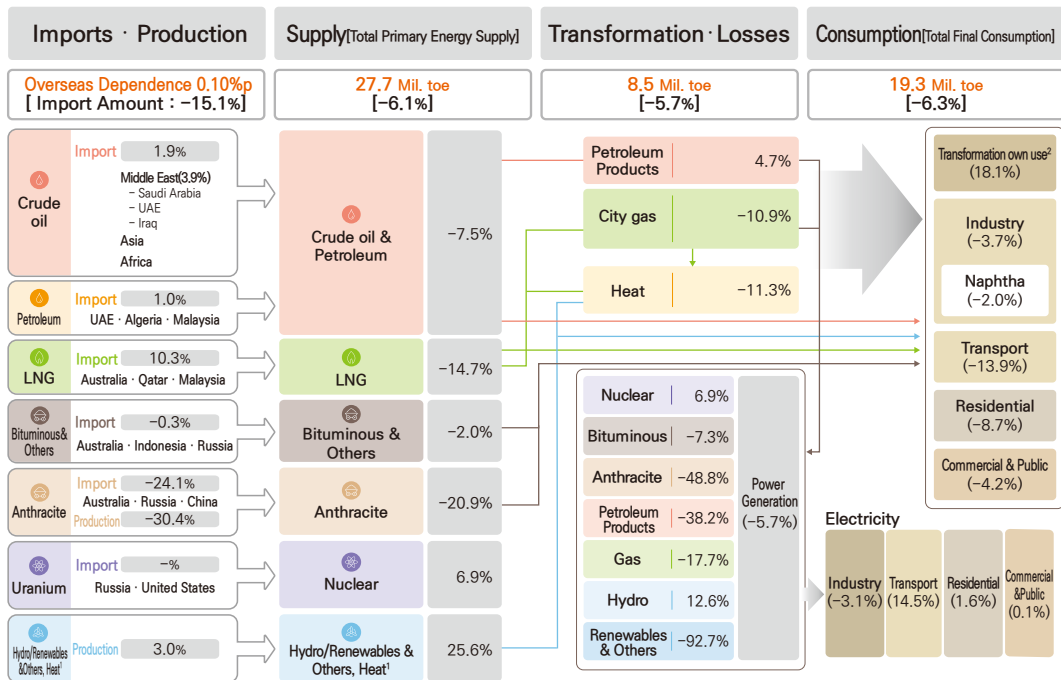 Imports · Production
Overseas Dependence 0.10%p
[ Import Amount : -15.1%]
Crude
oil
Import 1.9%
Middle East(3.9%)
- Saudi Arabia
- UAE
- Iraq
Asia
Africa
Petroleum
Import 1.0%
UAE · Algeria · Malaysia
LNG
Import 10.3%
Australia · Qatar · Malaysia
Bituminous&
Others
Import -0.3%
Australia · Indonesia · Russia
Anthracite
Import -24.1%
Australia · Russia · China
Production -30.4%
Uranium
Import -%
Russia · United States
Hydro/Renewables
&Others, Heat¹
Production 3.0%
Supply[Total Primary Energy Supply]
27.7 Mil. toe
[-6.1%]
Crude oil &
Petroleum
-7.5%
LNG
-14.7%
Bituminous &
Others
-2.0%
Anthracite
-20.9%
Nuclear
6.9%
Hydro/Renewables &
Others, Heat¹
25.6%
Transformation · Losses
8.5 Mil. toe
[-5.7%]
Petroleum
Products
4.7%
City gas
-10.9%
Heat
-11.3%
Nuclear 6.9%
Bituminous -7.3%
Anthracite -48.8%
Petroleum
Products
-38.2%
Gas -17.7%
Hydro 12.6%
Renewables
& Others
-92.7%
Power
Generation
(-5.7%)
Consumption[Total Final Consumption]
19.3 Mil. toe
[-6.3%]
Transformation own use²
(18.1%)
Industry
(-3.7%)
Naphtha
(-2.0%)
Transport
(-13.9%)
Residential
(-8.7%)
Commercial & Public
(-4.2%)
Electricity
Industry
(-3.1%)
Transport
(14.5%)
Residential
(1.6%)
Commercial
&Public
(0.1%)